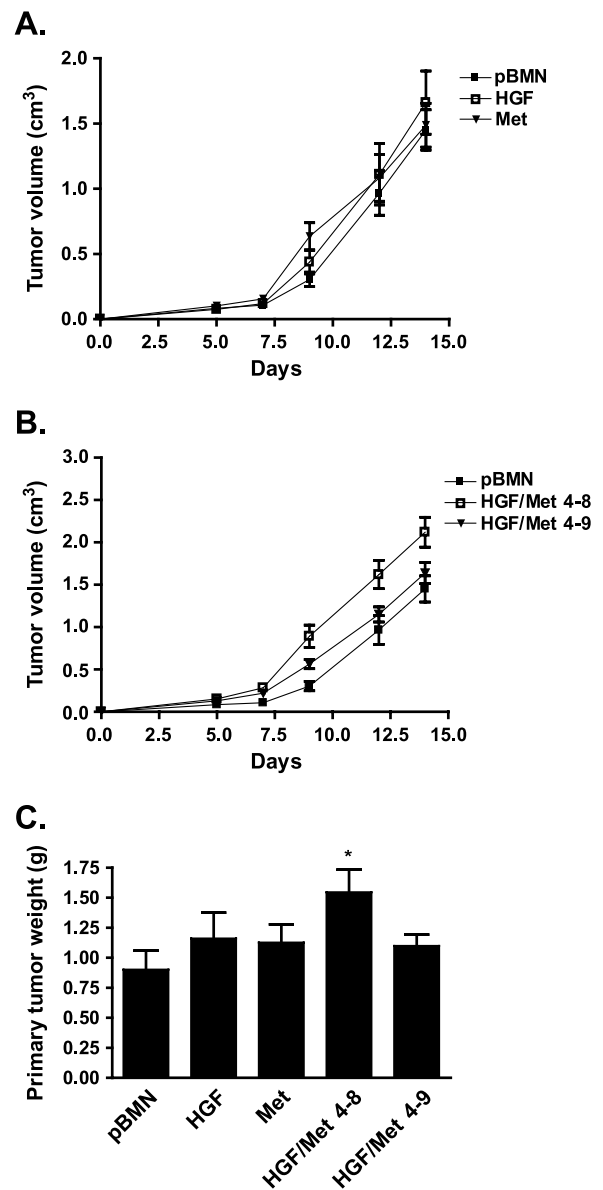 A.
2.0
1.5
1.0
0.5
0.0
Tumor volume (cm³)
0.0 2.5 5.0 7.5 10.0 12.5 15.0
Days
pBMN
HGF
Met
B.
3.0
2.5
2.0
1.5
1.0
0.5
0.0
Tumor volume (cm³)
0.0 2.5 5.0 7.5 10.0 12.5 15.0
Days
pBMN
HGF/Met 4-8
HGF/Met 4-9
C.
1.75
1.50
1.25
1.00
0.75
0.50
0.25
0.00
Primary tumor weight (g)
*
pBMN
HGF
Met
HGF/Met 4-8
HGF/Met 4-9